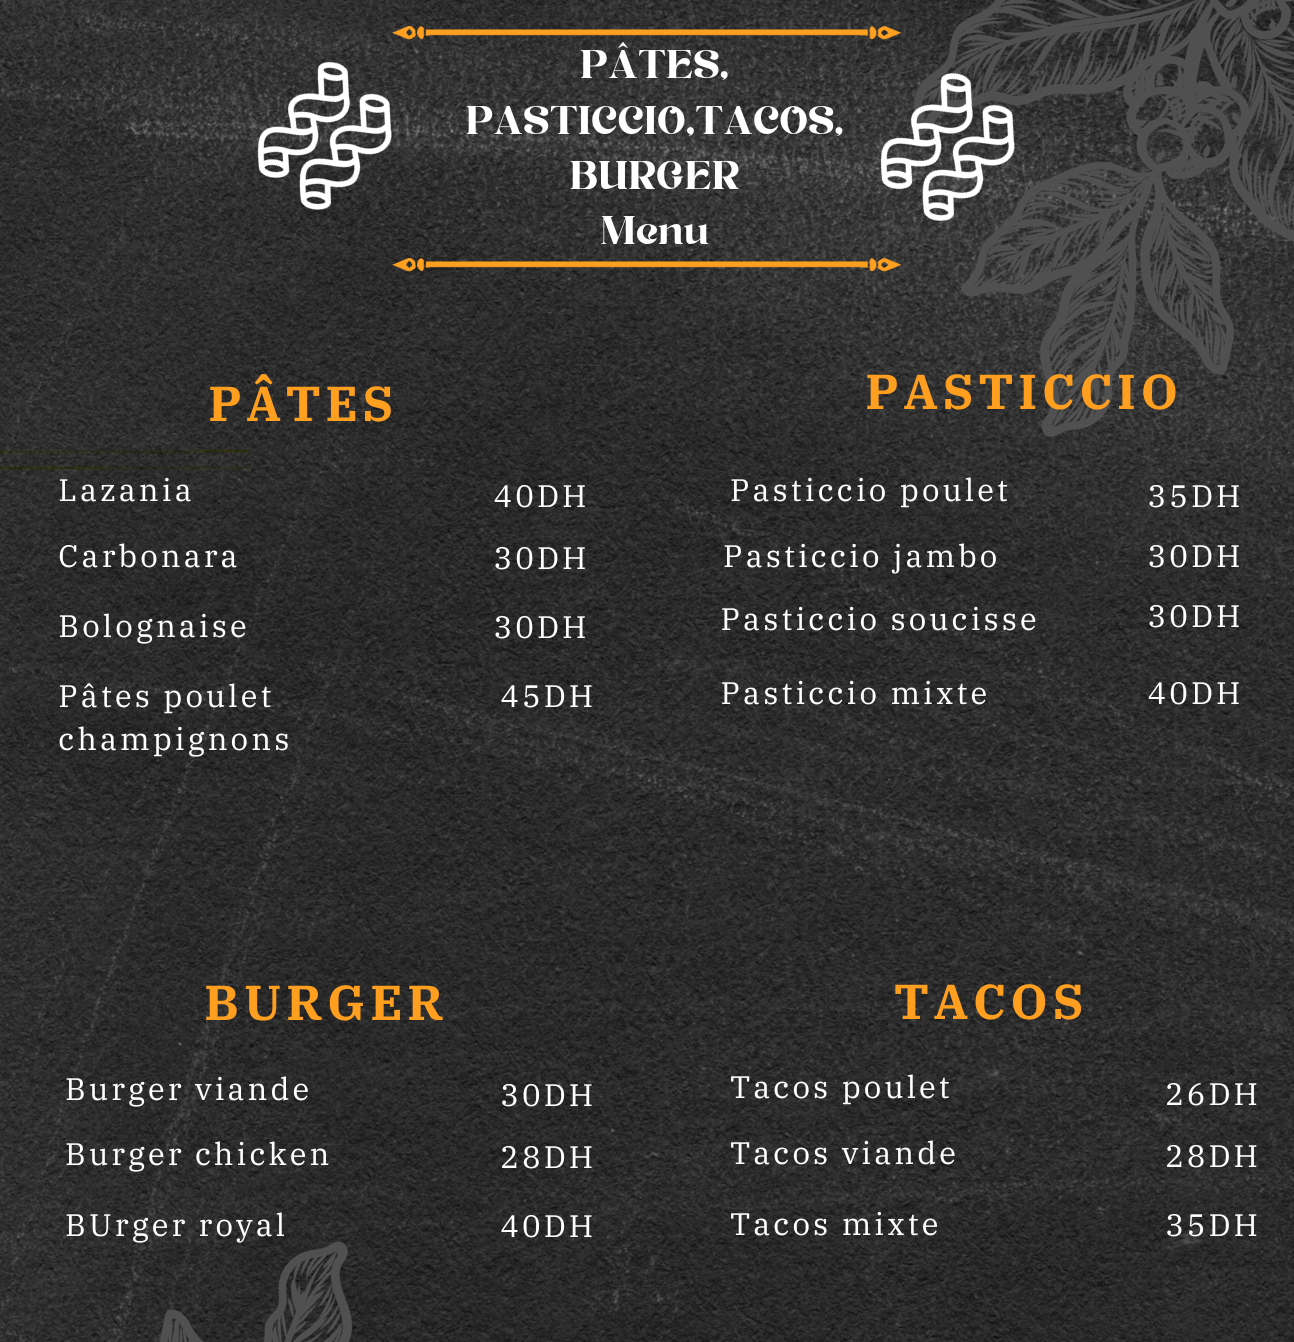 PÂTES,
PASTICCIO,TACOS,
BURGER
Menu
PÂTES
Lazania 40DH
Carbonara 30DH
Bolognaise 30DH
Pâtes poulet 45DH
champignons
PASTICCIO
Pasticcio poulet 35DH
Pasticcio jambo 30DH
Pasticcio soucisse 30DH
Pasticcio mixte 40DH
BURGER
Burger viande 30DH
Burger chicken 28DH
BUrger royal 40DH
TACOS
Tacos poulet 26DH
Tacos viande 28DH
Tacos mixte 35DH